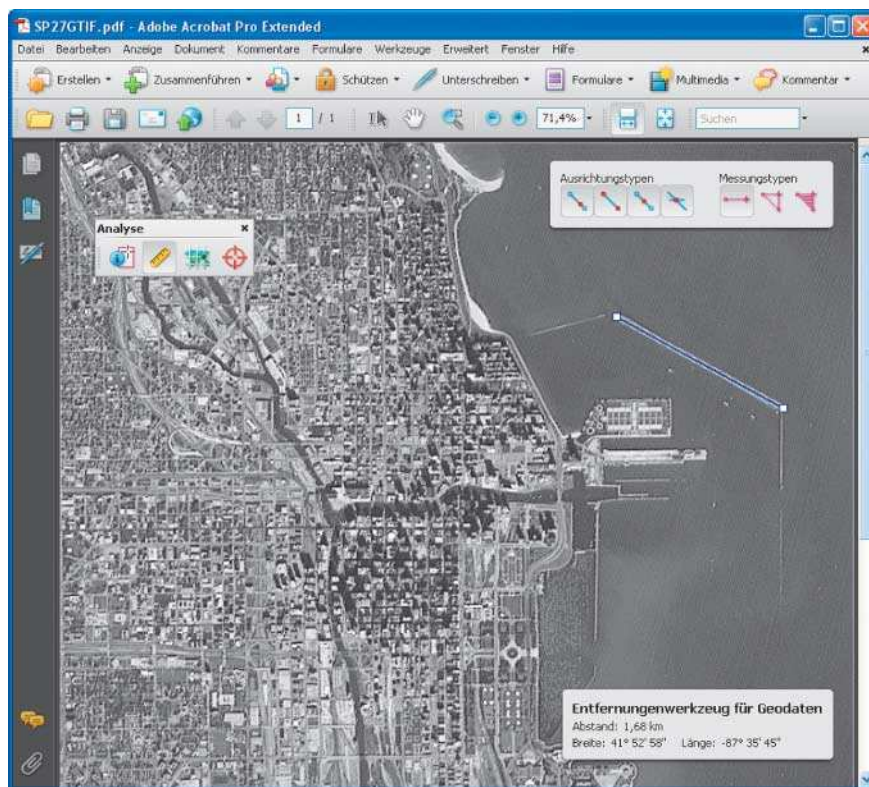 SP27GTIF.pdf - Adobe Acrobat Pro Extended
Datei Bearbeiten Anzeige Dokument Kommentare Formulare Werkzeuge Erweitert Fenster Hilfe
Erstellen Zusammenführen Schützen Unterschreiben Formulare Multimedia Kommentar
1 / 1 71,4% Suchen
Ausrichtungstypen Messungstypen
Analyse
Entfernungenwerkzeug für Geodaten
Abstand: 1,68 km
Breite: 41° 52' 58" Länge: -87° 35' 45"